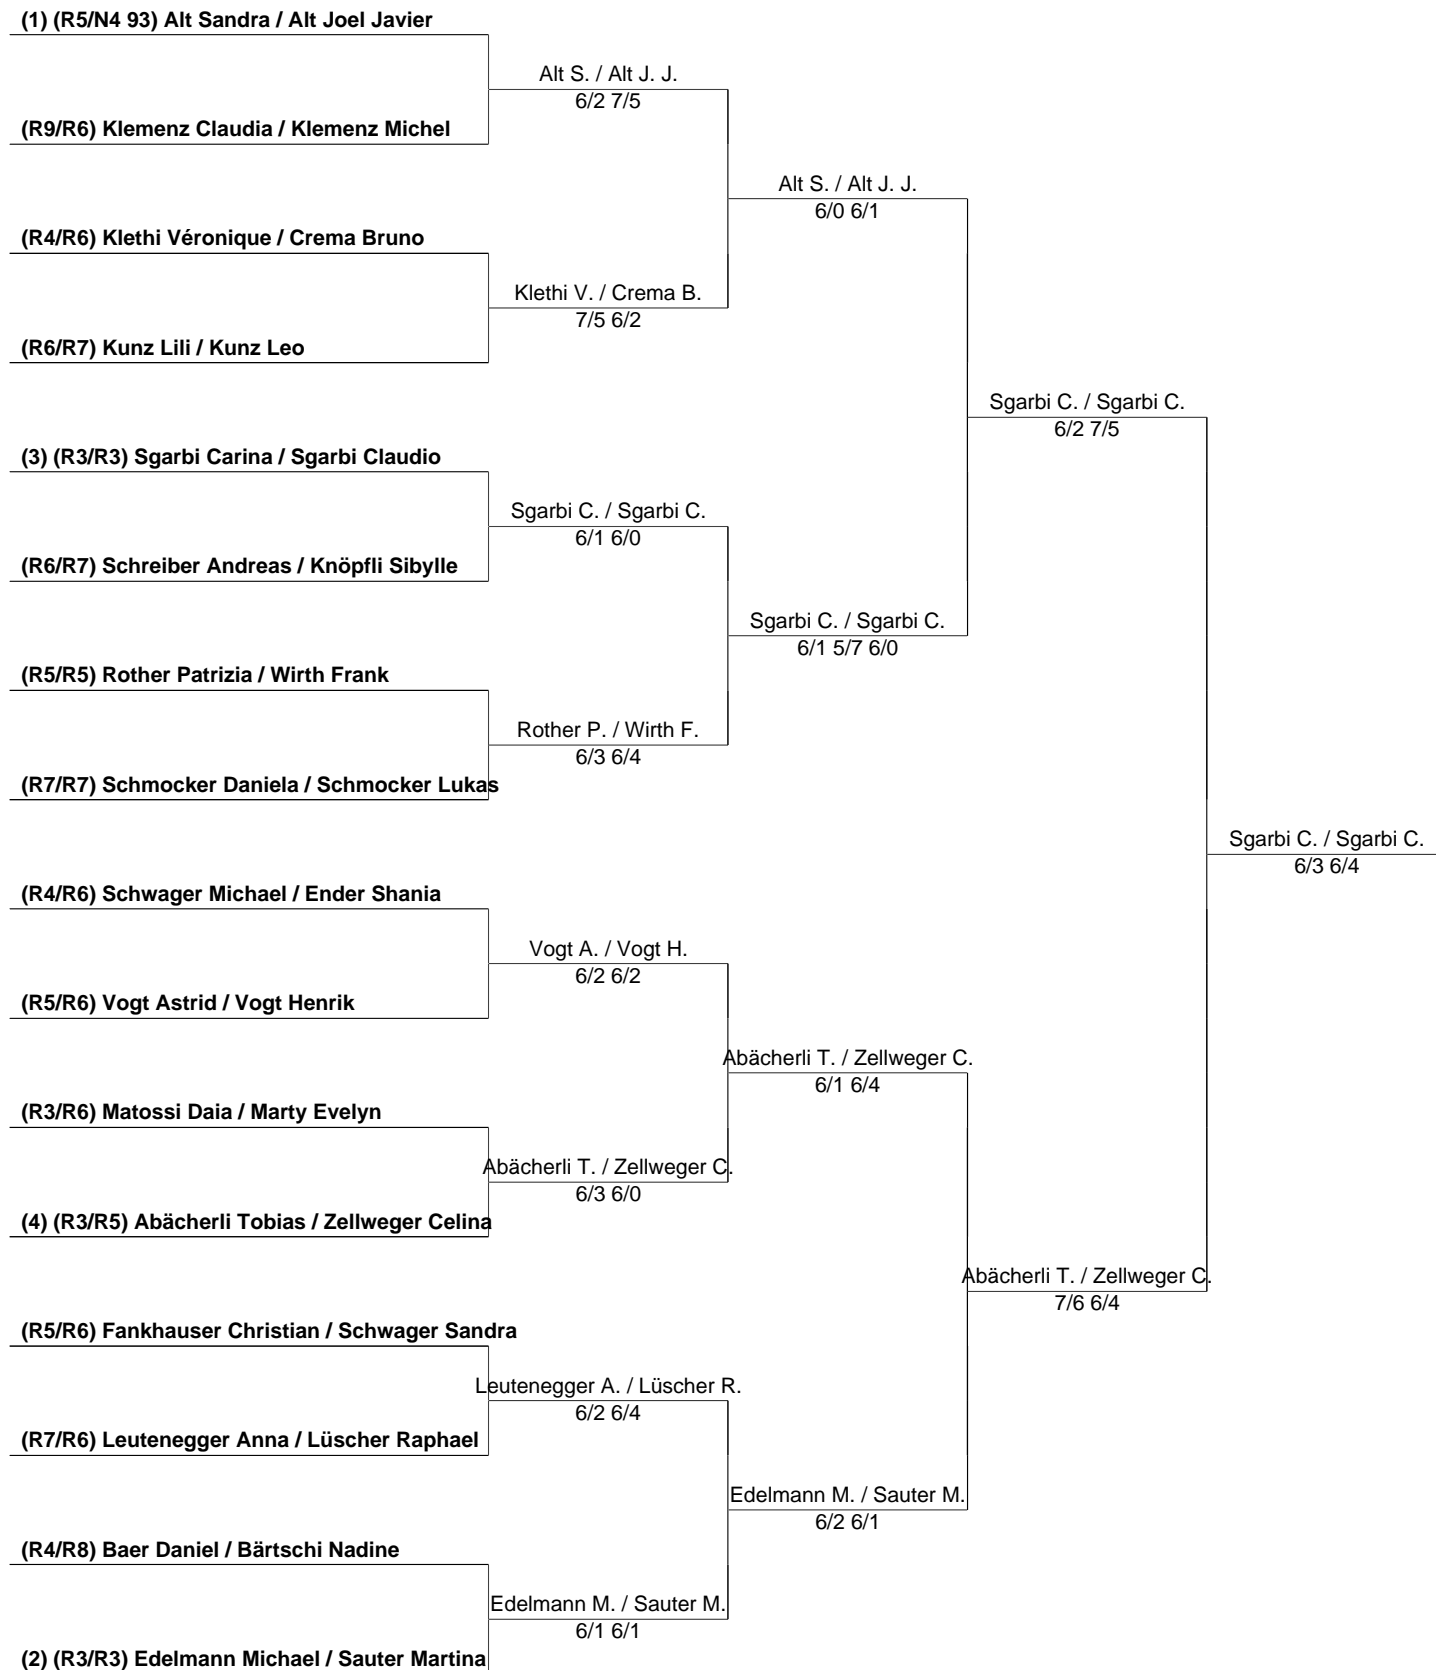 (1) (R5/N4 93) Alt Sandra / Alt Joel Javier
Alt S. / Alt J. J.
6/2 7/5
(R9/R6) Klemenz Claudia / Klemenz Michel
Alt S. / Alt J. J.
6/0 6/1
(R4/R6) Klethi Véronique / Crema Bruno
Klethi V. / Crema B.
7/5 6/2
(R6/R7) Kunz Lili / Kunz Leo
Sgarbi C. / Sgarbi C.
6/2 7/5
(3) (R3/R3) Sgarbi Carina / Sgarbi Claudio
Sgarbi C. / Sgarbi C.
6/1 6/0
(R6/R7) Schreiber Andreas / Knöpfli Sibylle
Sgarbi C. / Sgarbi C.
6/1 5/7 6/0
(R5/R5) Rother Patrizia / Wirth Frank
Rother P. / Wirth F.
6/3 6/4
(R7/R7) Schmocker Daniela / Schmocker Lukas
Sgarbi C. / Sgarbi C.
6/3 6/4
(R4/R6) Schwager Michael / Ender Shania
Vogt A. / Vogt H.
6/2 6/2
(R5/R6) Vogt Astrid / Vogt Henrik
Abächerli T. / Zellweger C.
6/1 6/4
(R3/R6) Matossi Daia / Marty Evelyn
Abächerli T. / Zellweger C.
6/3 6/0
(4) (R3/R5) Abächerli Tobias / Zellweger Celina
Abächerli T. / Zellweger C.
7/6 6/4
(R5/R6) Fankhauser Christian / Schwager Sandra
Leutenegger A. / Lüscher R.
6/2 6/4
(R7/R6) Leutenegger Anna / Lüscher Raphael
Edelmann M. / Sauter M.
6/2 6/1
(R4/R8) Baer Daniel / Bärtschi Nadine
Edelmann M. / Sauter M.
6/1 6/1
(2) (R3/R3) Edelmann Michael / Sauter Martina